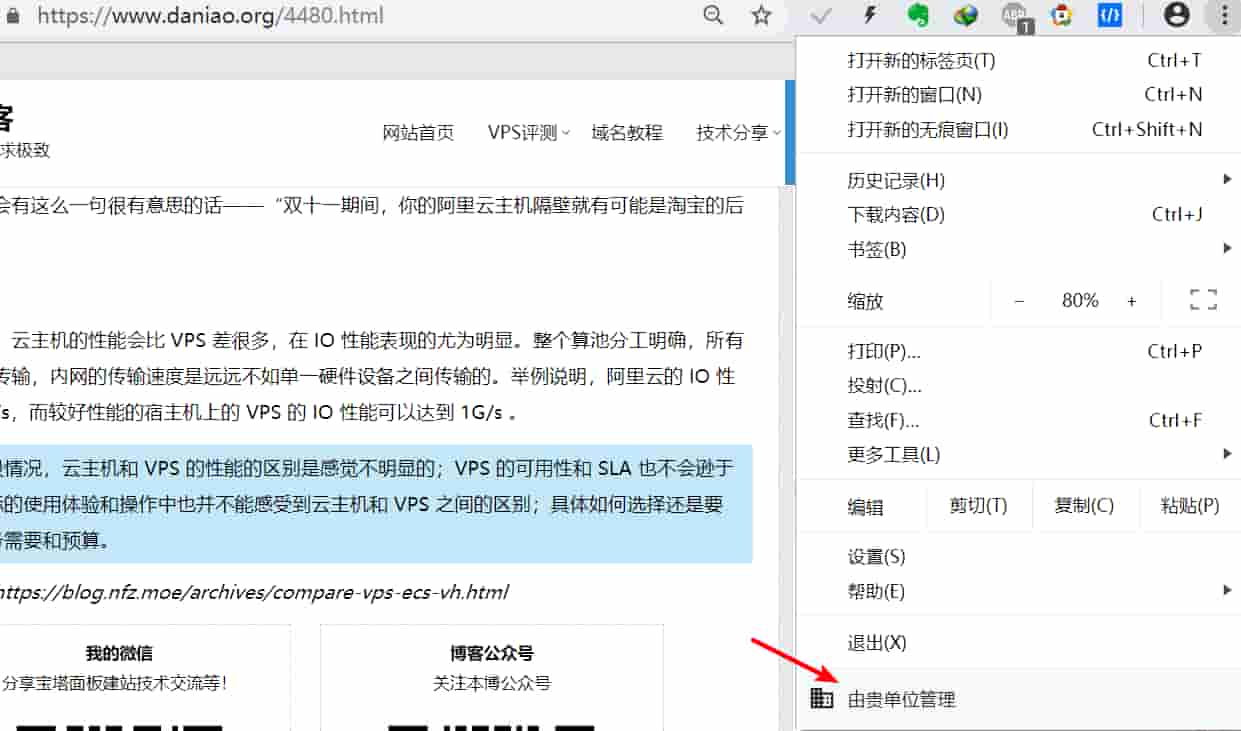 https://www.daniao.org/4480.html
ABP
1
客
求极致
网站首页
VPS评测
域名教程
技术分享
会有这么一句很有意思的话——“双十一期间，你的阿里云主机隔壁就有可能是淘宝的后
，云主机的性能会比 VPS 差很多，在 IO 性能表现的尤为明显。整个算池分工明确，所有
传输，内网的传输速度是远远不如单一硬件设备之间传输的。举例说明，阿里云的 IO 性
/s，而较好性能的宿主机上的 VPS 的 IO 性能可以达到 1G/s 。
情况，云主机和 VPS 的性能的区别是感觉不明显的；VPS 的可用性和 SLA 也不会逊于
的使用体验和操作中也并不能感受到云主机和 VPS 之间的区别；具体如何选择还是要
需要和预算。
https://blog.nfz.moe/archives/compare-vps-ecs-vh.html
我的微信
分享宝塔面板建站技术交流等！
博客公众号
关注本博公众号
打开新的标签页(T) Ctrl+T
打开新的窗口(N) Ctrl+N
打开新的无痕窗口(I) Ctrl+Shift+N
历史记录(H)
下载内容(D) Ctrl+J
书签(B)
缩放 − 80% +
打印(P)... Ctrl+P
投射(C)...
查找(F)... Ctrl+F
更多工具(L)
编辑 剪切(T) 复制(C) 粘贴(P)
设置(S)
帮助(E)
退出(X)
由贵单位管理